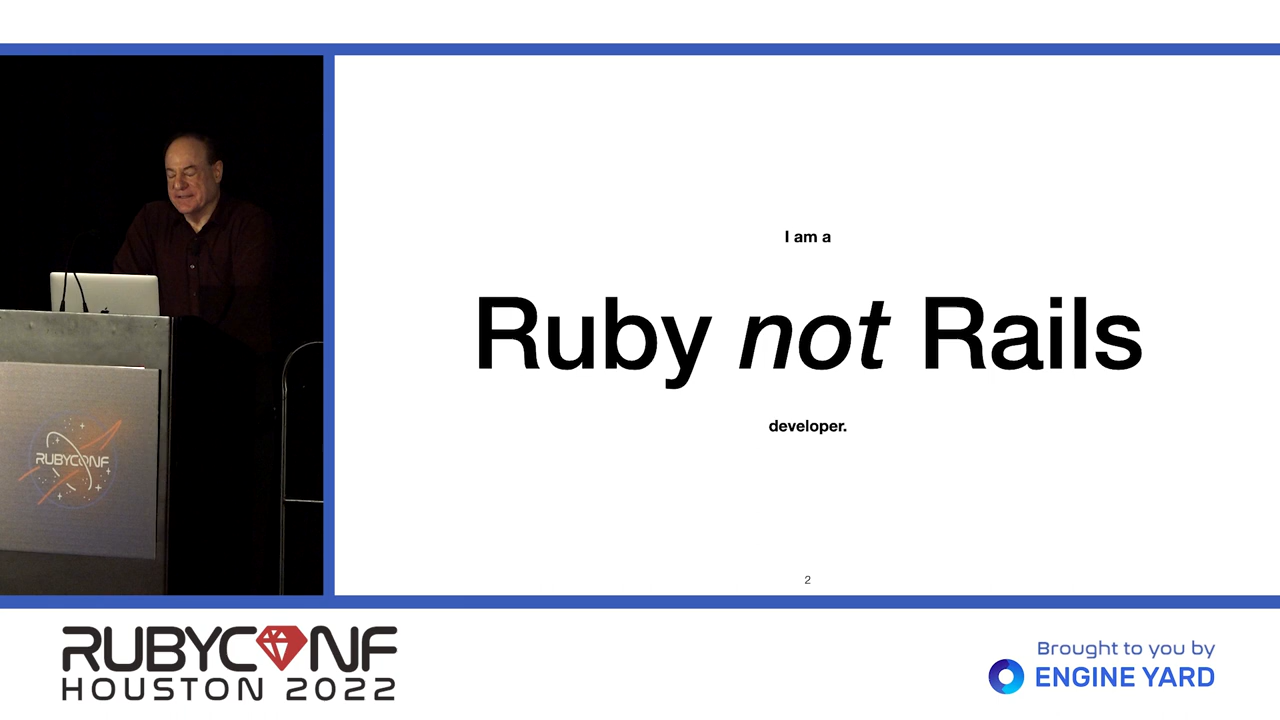 I am a
Ruby not Rails
developer.
2
RUBYCONF
RUBYCONF
HOUSTON 2022
Brought to you by
ENGINE YARD